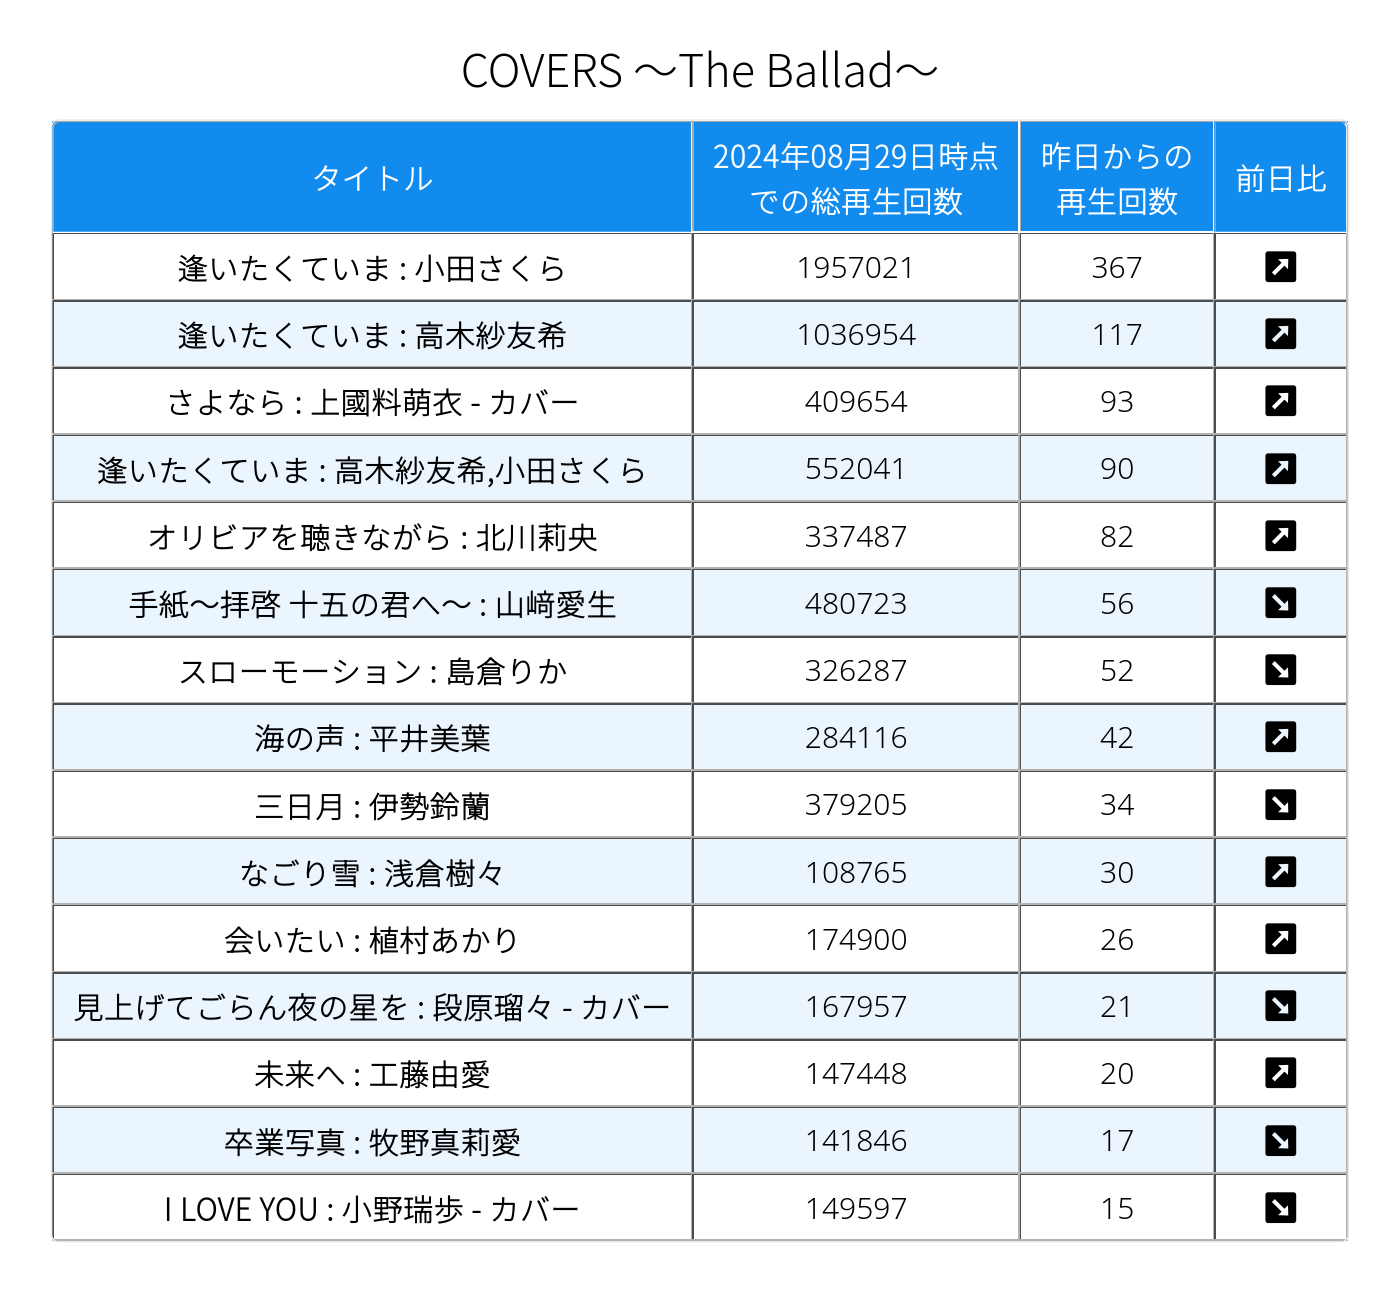 COVERS ～The Ballad～
タイトル 2024年08月29日時点での総再生回数 昨日からの再生回数 前日比
逢いたくていま : 小田さくら 1957021 367 ↗
逢いたくていま : 高木紗友希 1036954 117 ↗
さよなら : 上國料萌衣 - カバー 409654 93 ↗
逢いたくていま : 高木紗友希,小田さくら 552041 90 ↗
オリビアを聴きながら : 北川莉央 337487 82 ↗
手紙～拝啓 十五の君へ～ : 山﨑愛生 480723 56 ↘
スローモーション : 島倉りか 326287 52 ↘
海の声 : 平井美葉 284116 42 ↗
三日月 : 伊勢鈴蘭 379205 34 ↘
なごり雪 : 浅倉樹々 108765 30 ↗
会いたい : 植村あかり 174900 26 ↗
見上げてごらん夜の星を : 段原瑠々 - カバー 167957 21 ↘
未来へ : 工藤由愛 147448 20 ↗
卒業写真 : 牧野真莉愛 141846 17 ↘
I LOVE YOU : 小野瑞歩 - カバー 149597 15 ↘